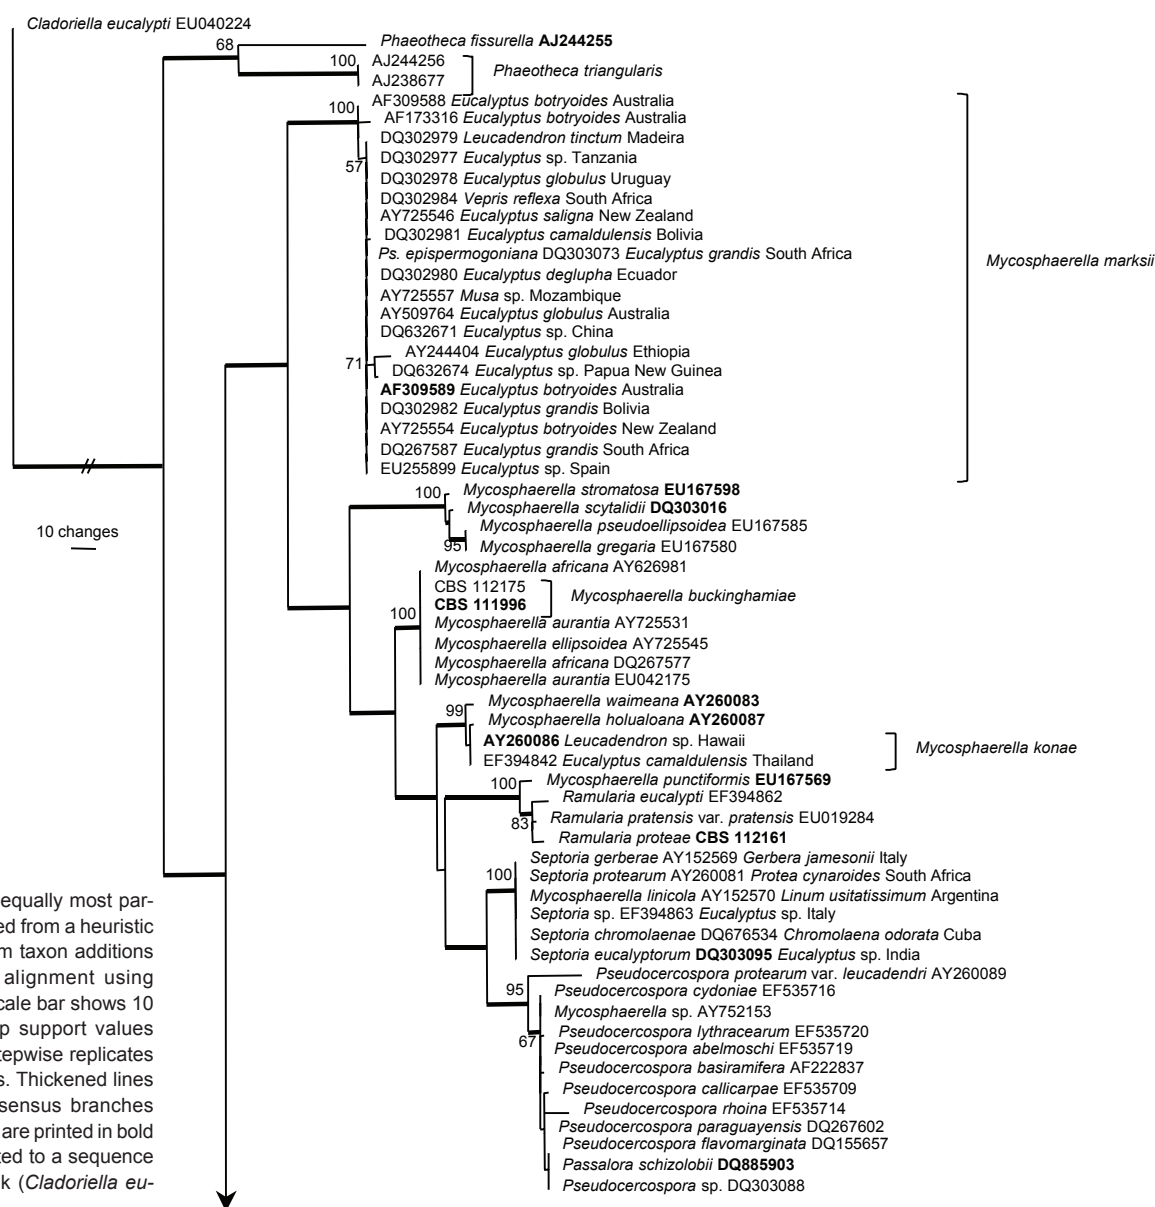 Cladoriella eucalypti EU040224
68
Phaeotheca fissurella AJ244255
100
AJ244256
AJ238677
Phaeotheca triangularis
100
AF309588 Eucalyptus botryoides Australia
AF173316 Eucalyptus botryoides Australia
DQ302979 Leucadendron tinctum Madeira
57
DQ302977 Eucalyptus sp. Tanzania
DQ302978 Eucalyptus globulus Uruguay
DQ302984 Vepris reflexa South Africa
AY725546 Eucalyptus saligna New Zealand
DQ302981 Eucalyptus camaldulensis Bolivia
Ps. epispermogoniana DQ303073 Eucalyptus grandis South Africa
Mycosphaerella marksii
DQ302980 Eucalyptus deglupha Ecuador
AY725557 Musa sp. Mozambique
AY509764 Eucalyptus globulus Australia
DQ632671 Eucalyptus sp. China
71
AY244404 Eucalyptus globulus Ethiopia
DQ632674 Eucalyptus sp. Papua New Guinea
AF309589 Eucalyptus botryoides Australia
DQ302982 Eucalyptus grandis Bolivia
AY725554 Eucalyptus botryoides New Zealand
DQ267587 Eucalyptus grandis South Africa
EU255899 Eucalyptus sp. Spain
10 changes
100
Mycosphaerella stromatosa EU167598
Mycosphaerella scytalidii DQ303016
Mycosphaerella pseudoellipsoidea EU167585
95
Mycosphaerella gregaria EU167580
Mycosphaerella africana AY626981
CBS 112175
CBS 111996
Mycosphaerella buckinghamiae
100
Mycosphaerella aurantia AY725531
Mycosphaerella ellipsoidea AY725545
Mycosphaerella africana DQ267577
Mycosphaerella aurantia EU042175
99
Mycosphaerella waimeana AY260083
Mycosphaerella holualoana AY260087
AY260086 Leucadendron sp. Hawaii
EF394842 Eucalyptus camaldulensis Thailand
Mycosphaerella konae
100
Mycosphaerella punctiformis EU167569
Ramularia eucalypti EF394862
83
Ramularia pratensis var. pratensis EU019284
Ramularia proteae CBS 112161
Septoria gerberae AY152569 Gerbera jamesonii Italy
100
Septoria protearum AY260081 Protea cynaroides South Africa
Mycosphaerella linicola AY152570 Linum usitatissimum Argentina
Septoria sp. EF394863 Eucalyptus sp. Italy
Septoria chromolaenae DQ676534 Chromolaena odorata Cuba
Septoria eucalyptorum DQ303095 Eucalyptus sp. India
95
Pseudocercospora protearum var. leucadendri AY260089
Pseudocercospora cydoniae EF535716
Mycosphaerella sp. AY752153
67
Pseudocercospora lythracearum EF535720
Pseudocercospora abelmoschi EF535719
Pseudocercospora basiramifera AF222837
Pseudocercospora callicarpae EF535709
Pseudocercospora rhoina EF535714
Pseudocercospora paraguayensis DQ267602
Pseudocercospora flavomarginata DQ155657
Passalora schizolobii DQ885903
Pseudocercospora sp. DQ303088
equally most par-
ed from a heuristic
m taxon additions
alignment using
cale bar shows 10
p support values
tepwise replicates
s. Thickened lines
sensus branches
are printed in bold
ted to a sequence
k (Cladoriella eu-